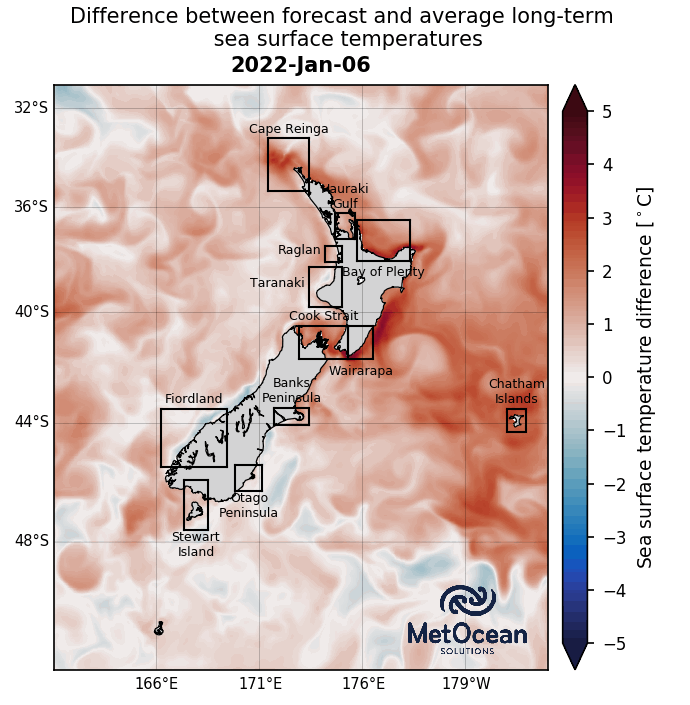 Difference between forecast and average long-term
sea surface temperatures
2022-Jan-06
32°S
36°S
40°S
44°S
48°S
Cape Reinga
Hauraki
Gulf
Raglan
Bay of Plenty
Taranaki
Cook Strait
Wairarapa
Banks
Peninsula
Fiordland
Chatham
Islands
Otago
Peninsula
Stewart
Island
MetOcean
SOLUTIONS
166°E
171°E
176°E
179°W
5
4
3
2
1
0
−1
−2
−3
−4
−5
Sea surface temperature difference [°C]